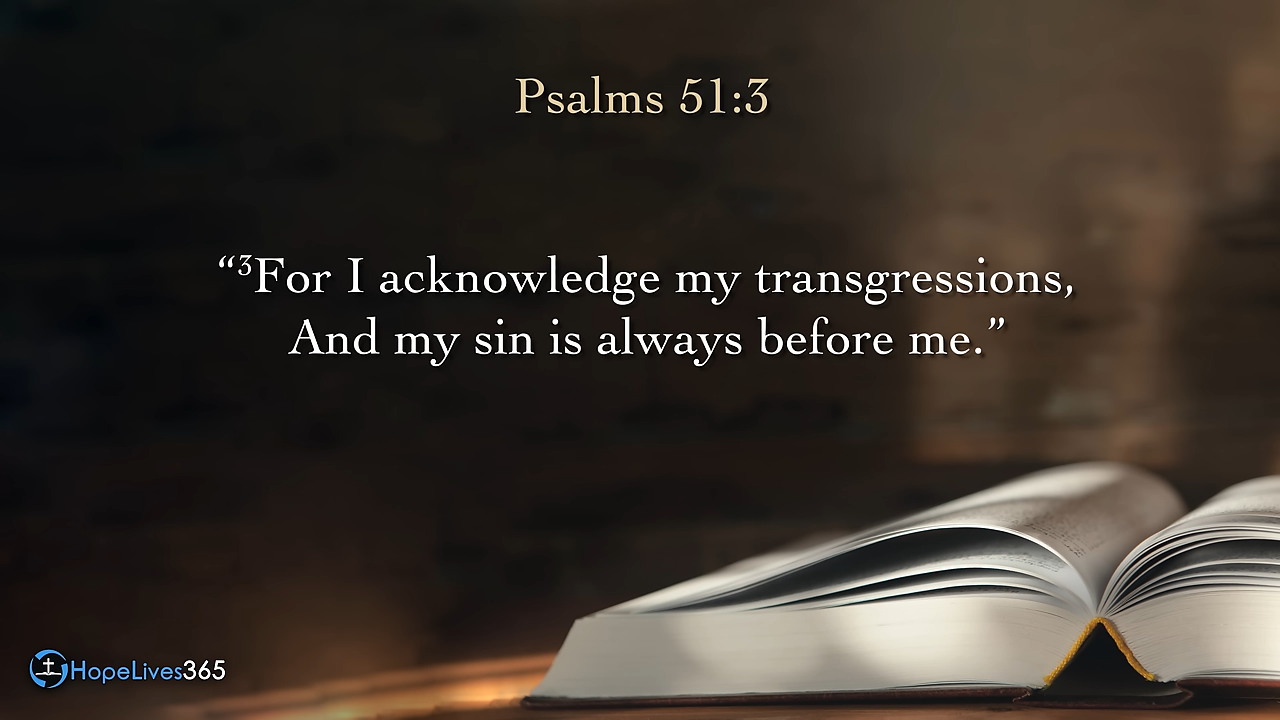 Psalms 51:3
“³For I acknowledge my transgressions,
And my sin is always before me.”
HopeLives365